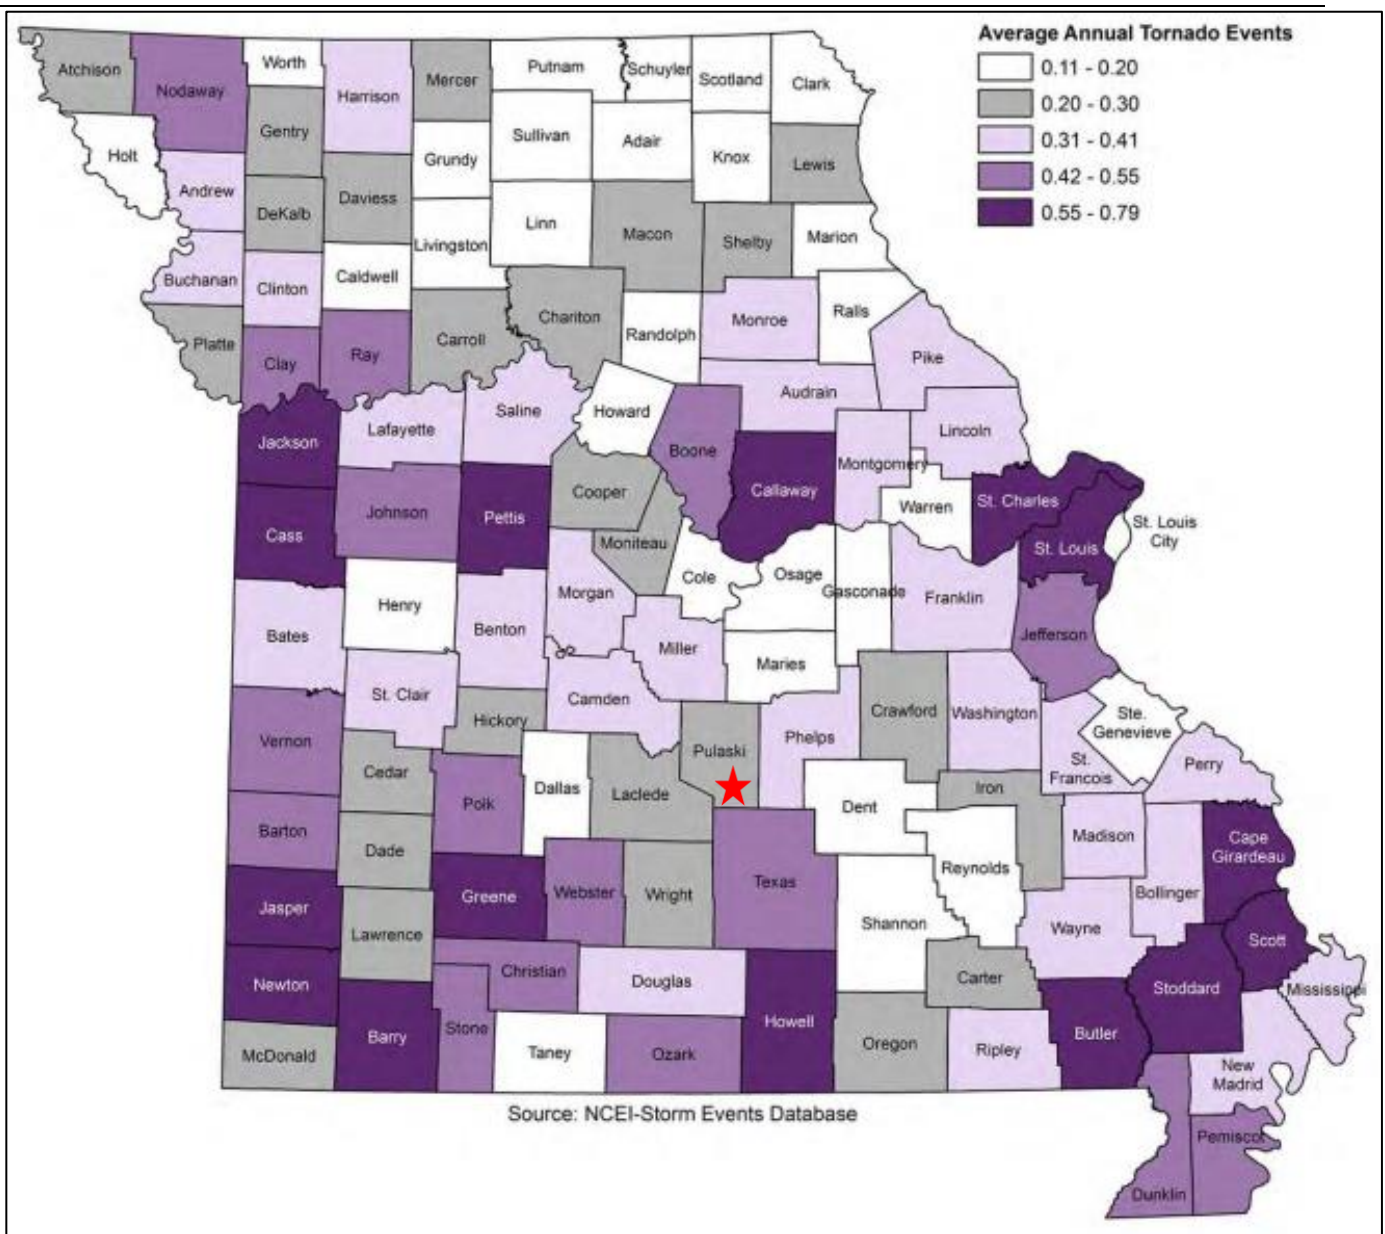 Average Annual Tornado Events
0.11 - 0.20
0.20 - 0.30
0.31 - 0.41
0.42 - 0.55
0.55 - 0.79
Atchison
Nodaway
Worth
Harrison
Mercer
Putnam
Schuyler
Scotland
Clark
Holt
Gentry
Sullivan
Adair
Knox
Lewis
Grundy
Andrew
DeKalb
Daviess
Livingston
Linn
Macon
Shelby
Marion
Buchanan
Clinton
Caldwell
Chariton
Randolph
Monroe
Ralls
Platte
Clay
Ray
Carroll
Pike
Audrain
Jackson
Lafayette
Saline
Howard
Boone
Lincoln
Callaway
Montgomery
Cooper
Warren
St. Charles
Cass
Johnson
Pettis
Moniteau
St. Louis
St. Louis
City
Cole
Osage
Gasconade
Franklin
Henry
Morgan
Bates
Benton
Miller
Maries
Jefferson
St. Clair
Camden
Crawford
Washington
Ste.
Genevieve
Hickory
Vernon
Pulaski
Phelps
St.
Francois
Perry
Cedar
Polk
Dallas
Laclede
Dent
Iron
Barton
Dade
Madison
Cape
Girardeau
Jasper
Greene
Webster
Wright
Texas
Reynolds
Bollinger
Lawrence
Shannon
Wayne
Scott
Newton
Christian
Douglas
Carter
Stoddard
Mississippi
McDonald
Barry
Stone
Taney
Ozark
Howell
Oregon
Ripley
Butler
New
Madrid
Pemiscot
Dunklin
Source: NCEI-Storm Events Database